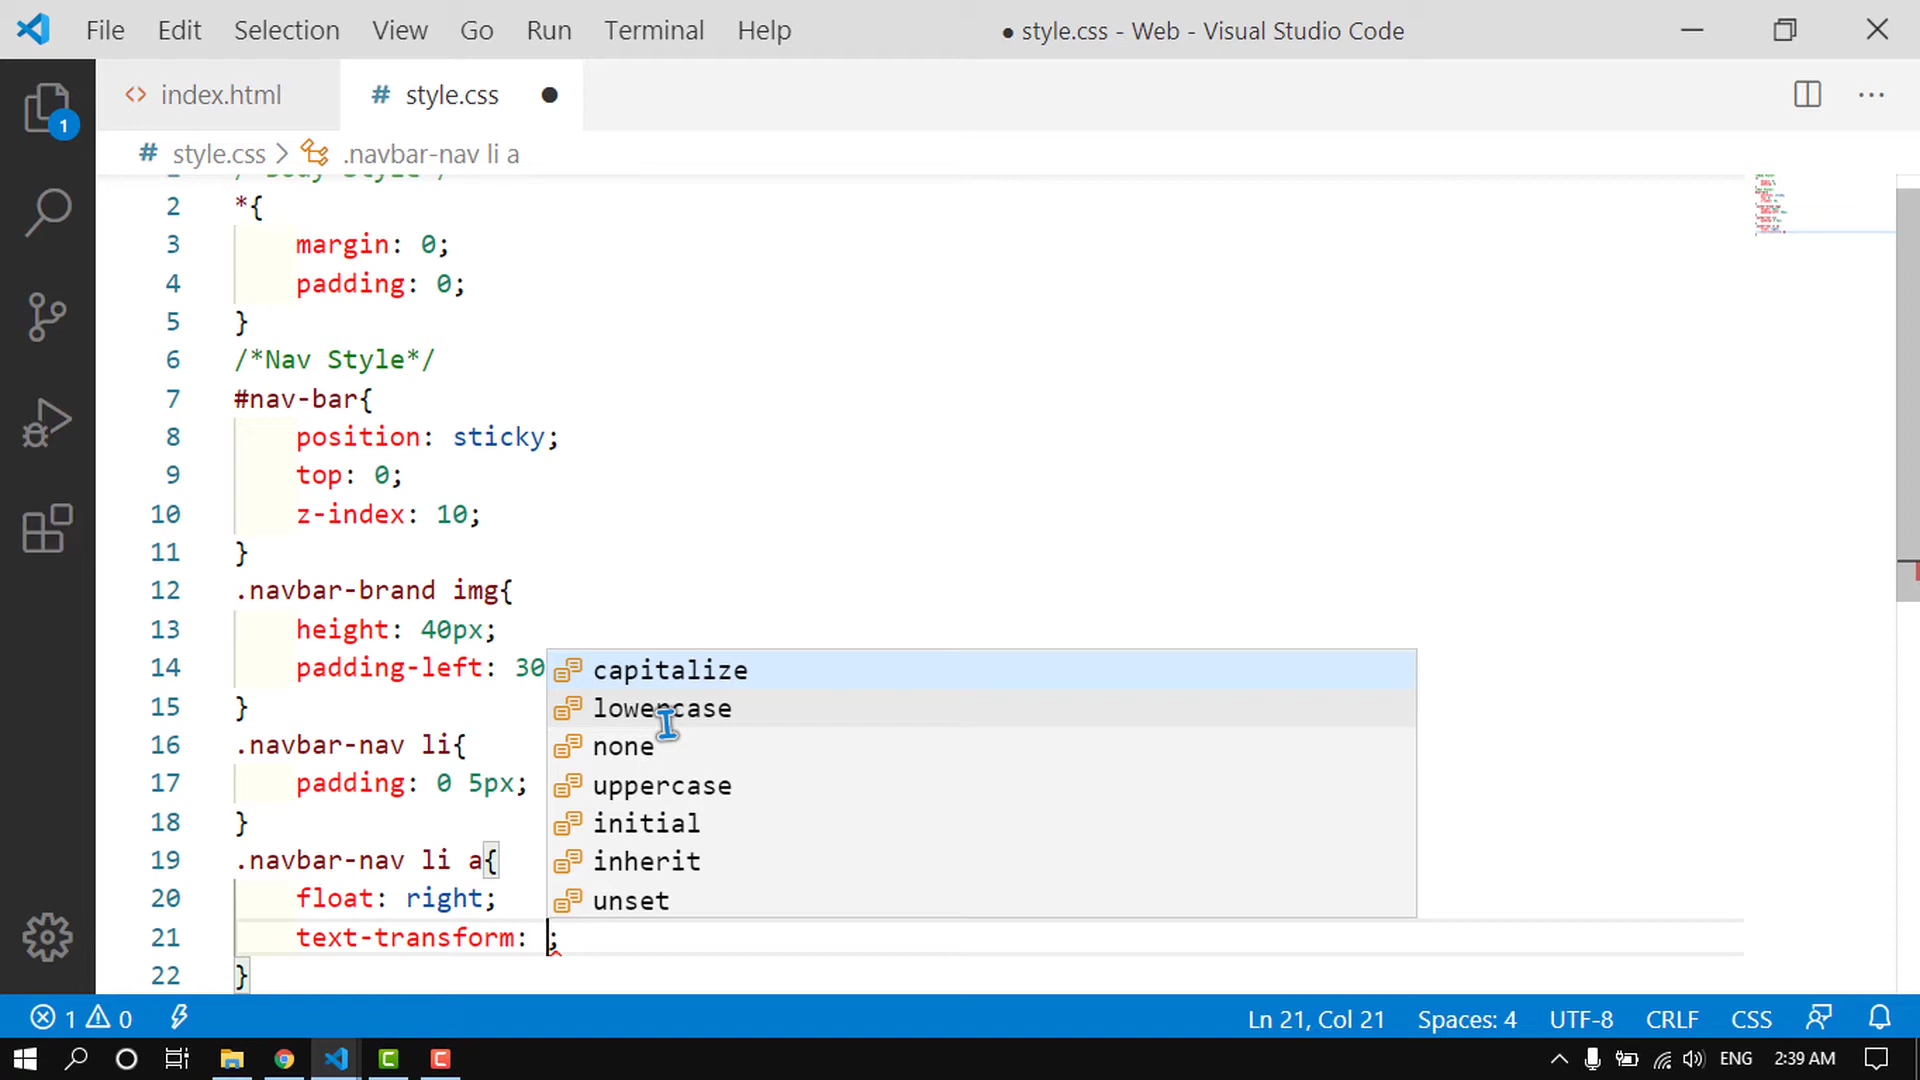 File Edit Selection View Go Run Terminal Help ● style.css - Web - Visual Studio Code
index.html # style.css ●
# style.css > .navbar-nav li a
1
2 *{
3 margin: 0;
4 padding: 0;
5 }
6 /*Nav Style*/
7 #nav-bar{
8 position: sticky;
9 top: 0;
10 z-index: 10;
11 }
12 .navbar-brand img{
13 height: 40px;
14 padding-left: 30
15 }
16 .navbar-nav li{
17 padding: 0 5px;
18 }
19 .navbar-nav li a{
20 float: right;
21 text-transform: ;
22 }
capitalize
lowercase
none
uppercase
initial
inherit
unset
1 0 Ln 21, Col 21 Spaces: 4 UTF-8 CRLF CSS
ENG 2:39 AM